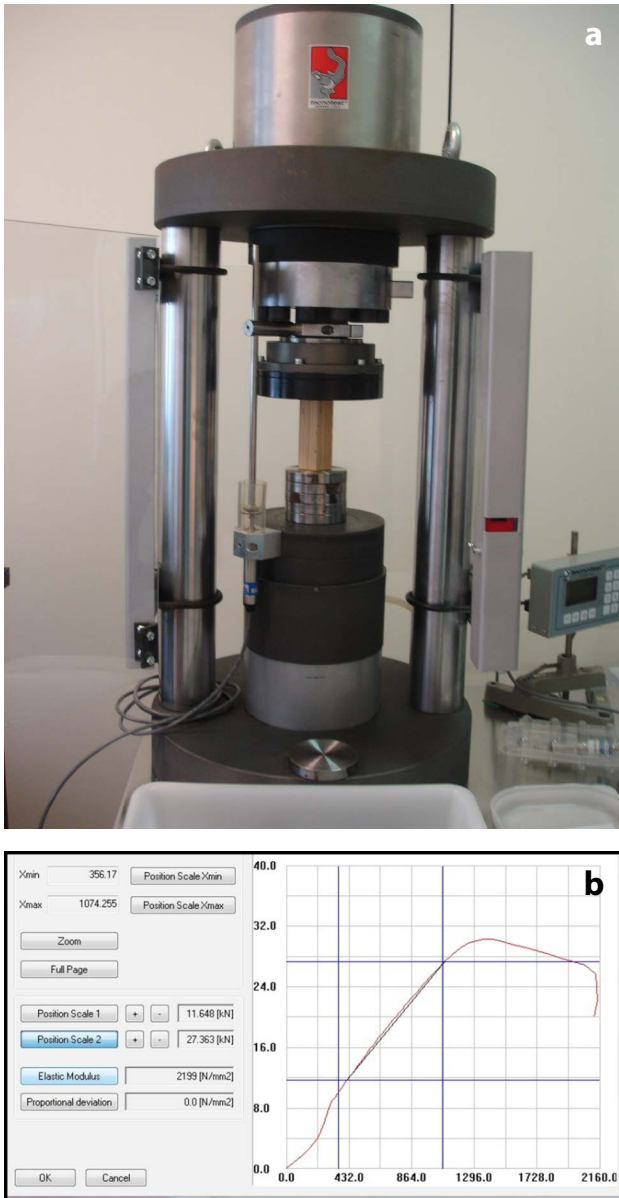 a
tecnotest
b
Xmin 356.17 Position Scale Xmin
Xmax 1074.255 Position Scale Xmax
Zoom
Full Page
Position Scale 1 + - 11.648 [kN]
Position Scale 2 + - 27.363 [kN]
Elastic Modulus 2199 [N/mm2]
Proportional deviation 0.0 [N/mm2]
OK Cancel
40.0
32.0
24.0
16.0
8.0
0.0
0.0 432.0 864.0 1296.0 1728.0 2160.0